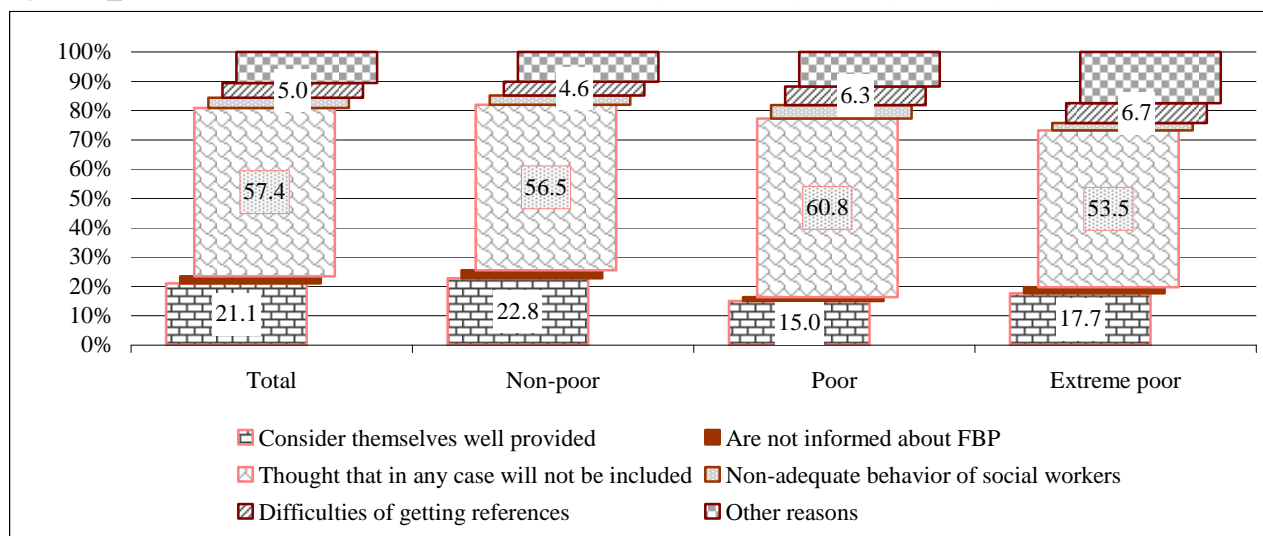 100%
90%
80%
70%
60%
50%
40%
30%
20%
10%
0%
5.0 4.6 6.3 6.7
57.4 56.5 60.8 53.5
21.1 22.8 15.0 17.7
Total Non-poor Poor Extreme poor
Consider themselves well provided Are not informed about FBP
Thought that in any case will not be included Non-adequate behavior of social workers
Difficulties of getting references Other reasons